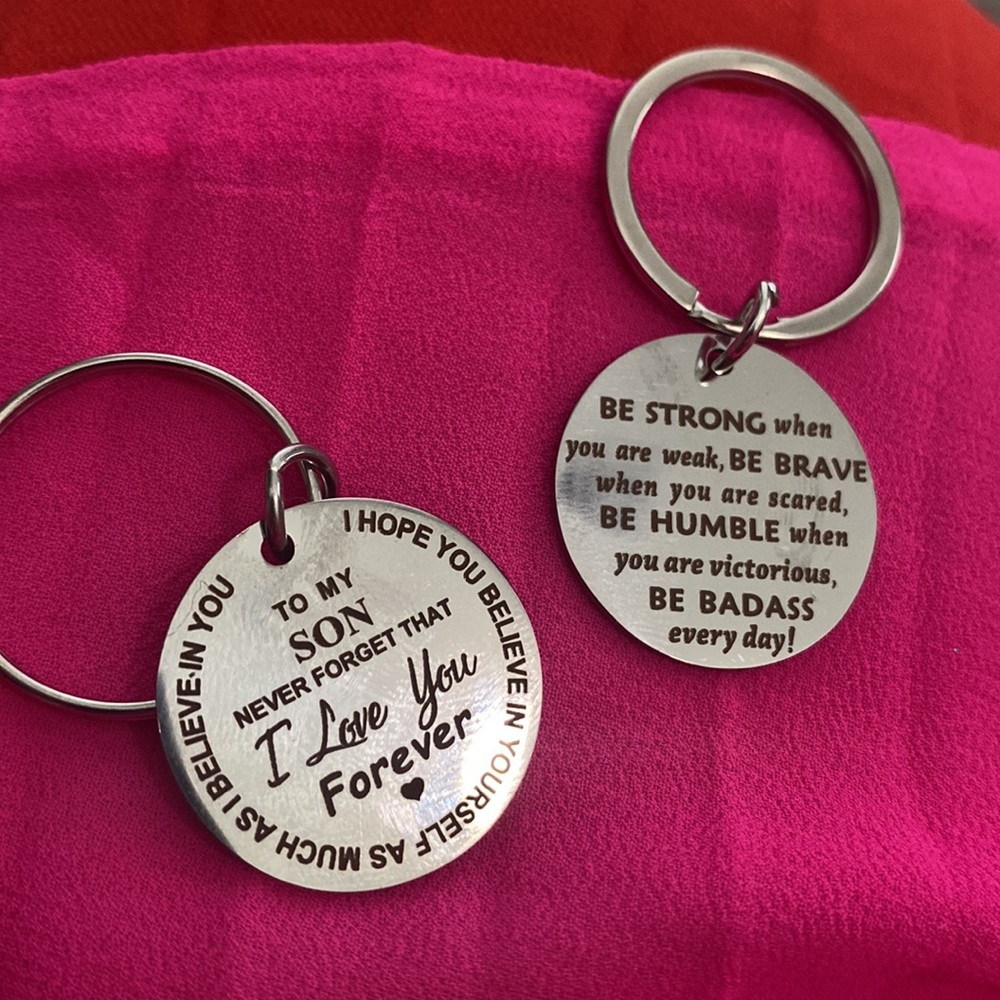 I HOPE YOU BELIEVE IN YOURSELF AS MUCH AS I BELIEVE IN YOU
TO MY
SON
NEVER FORGET THAT
I Love You
Forever
BE STRONG when
you are weak, BE BRAVE
when you are scared,
BE HUMBLE when
you are victorious,
BE BADASS
every day!